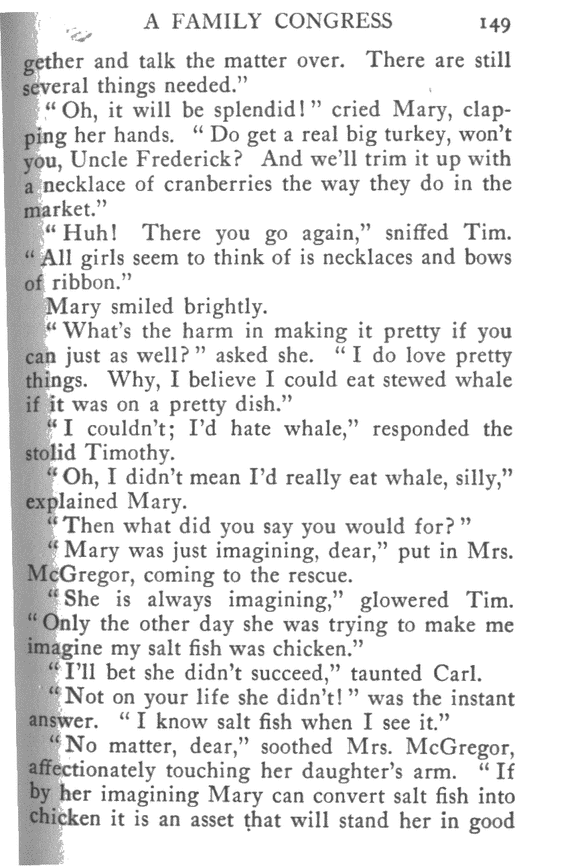 A FAMILY CONGRESS 149
gether and talk the matter over. There are still
several things needed.”
“ Oh, it will be splendid! ” cried Mary, clap-
ping her hands. “ Do get a real big turkey, won’t
you, Uncle Frederick? And we’ll trim it up with
a necklace of cranberries the way they do in the
market.”
“ Huh! There you go again,” sniffed Tim.
“ All girls seem to think of is necklaces and bows
of ribbon.”
Mary smiled brightly.
“ What’s the harm in making it pretty if you
can just as well? ” asked she. “ I do love pretty
things. Why, I believe I could eat stewed whale
if it was on a pretty dish.”
“ I couldn’t; I’d hate whale,” responded the
stolid Timothy.
“ Oh, I didn’t mean I’d really eat whale, silly,”
explained Mary.
“ Then what did you say you would for? ”
“ Mary was just imagining, dear,” put in Mrs.
McGregor, coming to the rescue.
“ She is always imagining,” glowered Tim.
“ Only the other day she was trying to make me
imagine my salt fish was chicken.”
“ I’ll bet she didn’t succeed,” taunted Carl.
“ Not on your life she didn’t! ” was the instant
answer. “ I know salt fish when I see it.”
“ No matter, dear,” soothed Mrs. McGregor,
affectionately touching her daughter’s arm. “ If
by her imagining Mary can convert salt fish into
chicken it is an asset that will stand her in good